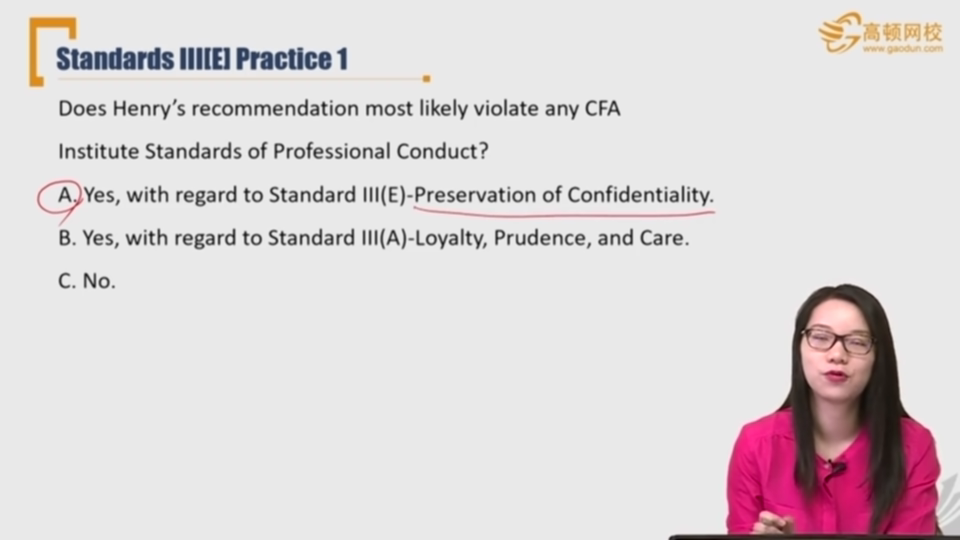 Standards III[E] Practice 1
高顿网校
www.gaodun.com
Does Henry's recommendation most likely violate any CFA
Institute Standards of Professional Conduct?
A. Yes, with regard to Standard III(E)-Preservation of Confidentiality.
B. Yes, with regard to Standard III(A)-Loyalty, Prudence, and Care.
C. No.